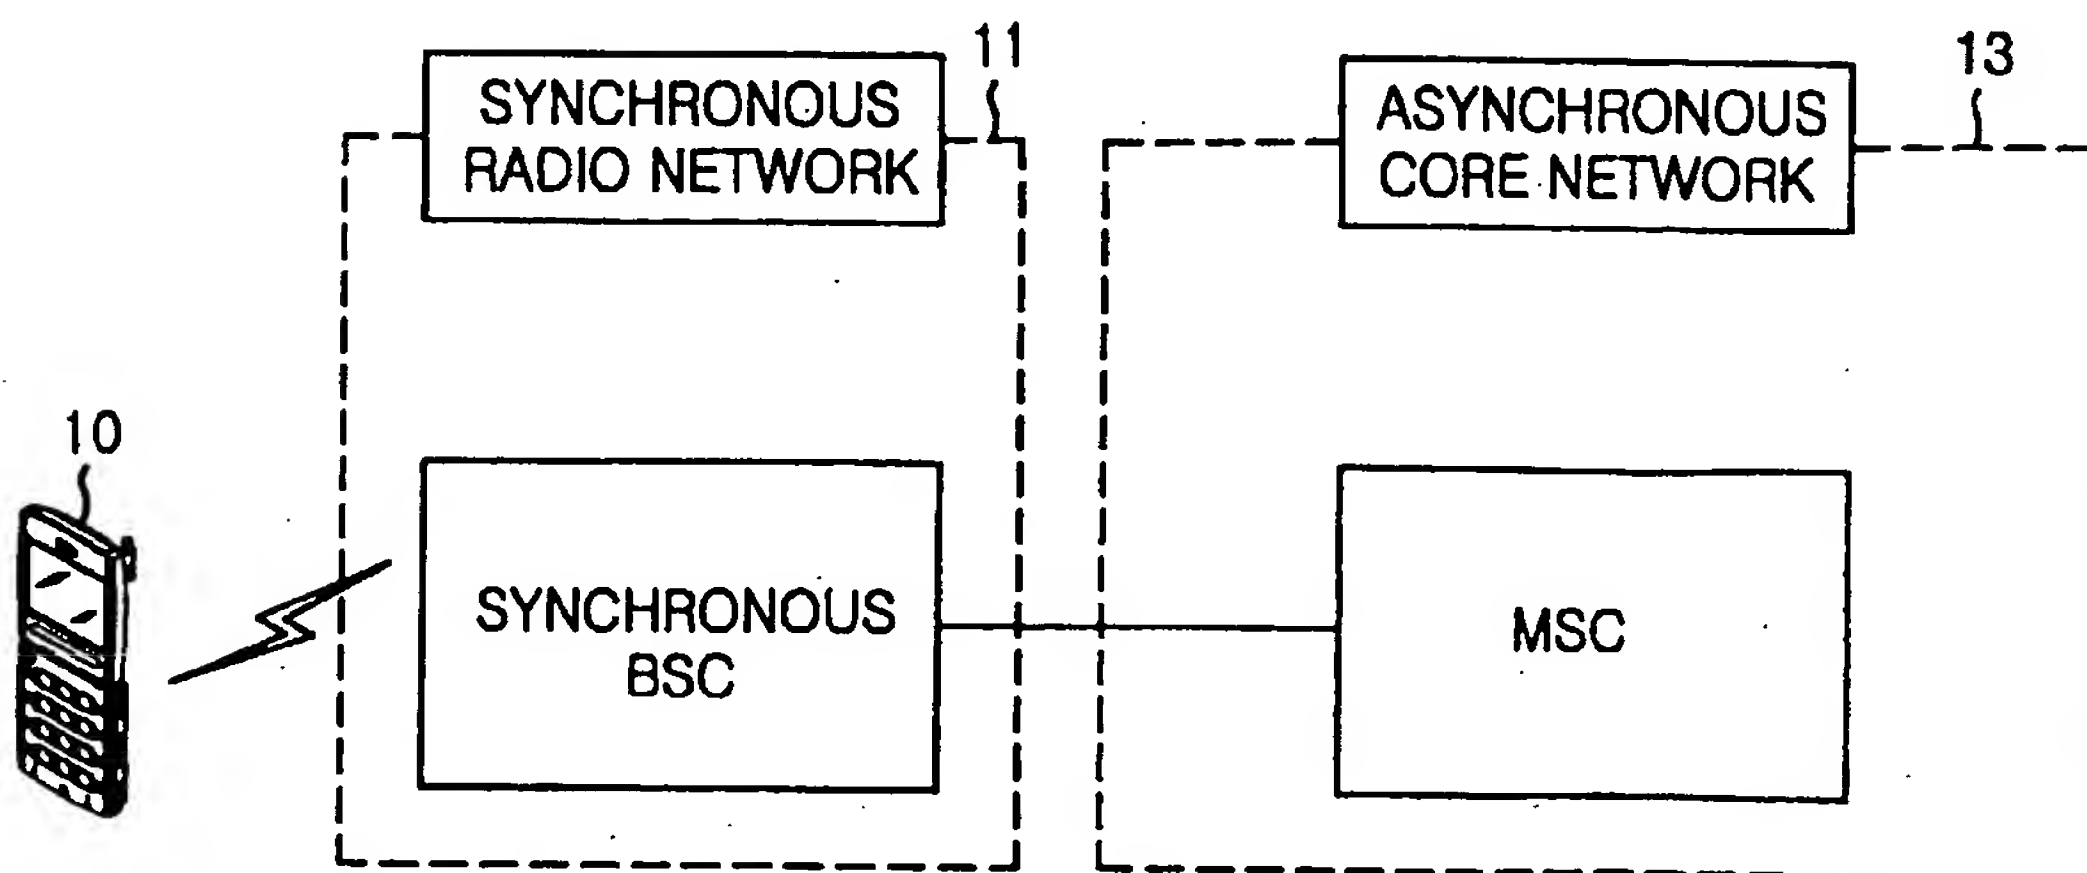 11
13
SYNCHRONOUS
RADIO NETWORK
ASYNCHRONOUS
CORE NETWORK
10
SYNCHRONOUS
BSC
MSC